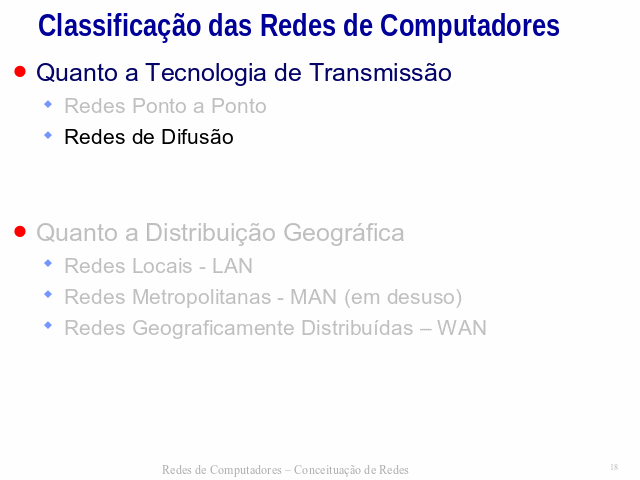 Classificação das Redes de Computadores
Quanto a Tecnologia de Transmissão
Redes Ponto a Ponto
Redes de Difusão
Quanto a Distribuição Geográfica
Redes Locais - LAN
Redes Metropolitanas - MAN (em desuso)
Redes Geograficamente Distribuídas – WAN
Redes de Computadores – Conceituação de Redes
18